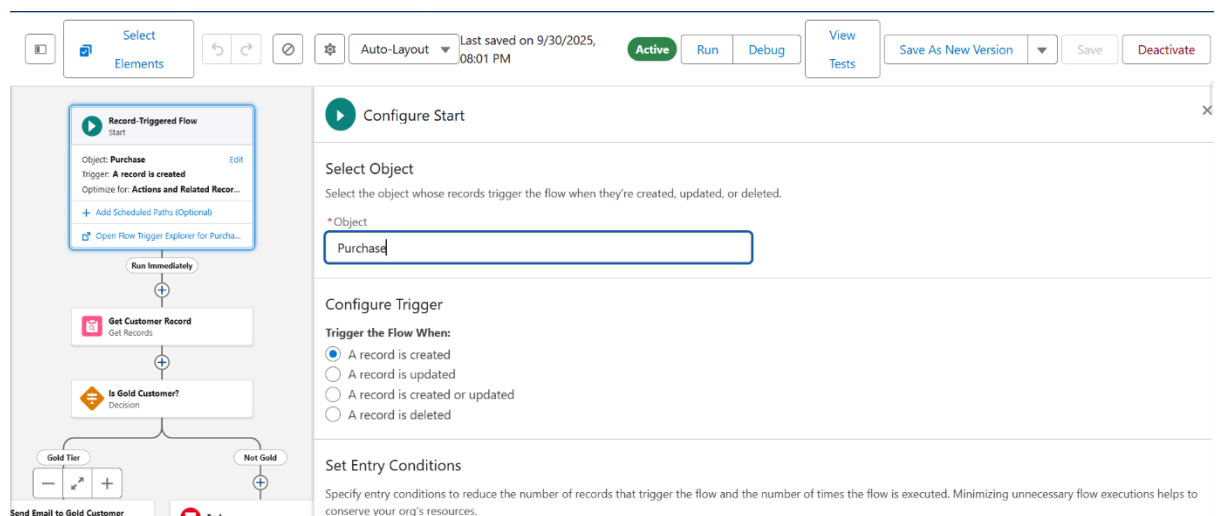 Select
Elements
Auto-Layout
Last saved on 9/30/2025,
08:01 PM
Active
Run
Debug
View
Tests
Save As New Version
Save
Deactivate
Record-Triggered Flow
Start
Object: Purchase
Edit
Trigger: A record is created
Optimize for: Actions and Related Recor...
+ Add Scheduled Paths (Optional)
Open Flow Trigger Explorer for Purcha...
Run Immediately
Get Customer Record
Get Records
Is Gold Customer?
Decision
Gold Tier
Not Gold
Send Email to Gold Customer
Configure Start
Select Object
Select the object whose records trigger the flow when they're created, updated, or deleted.
*Object
Purchase
Configure Trigger
Trigger the Flow When:
A record is created
A record is updated
A record is created or updated
A record is deleted
Set Entry Conditions
Specify entry conditions to reduce the number of records that trigger the flow and the number of times the flow is executed. Minimizing unnecessary flow executions helps to
conserve your org's resources.